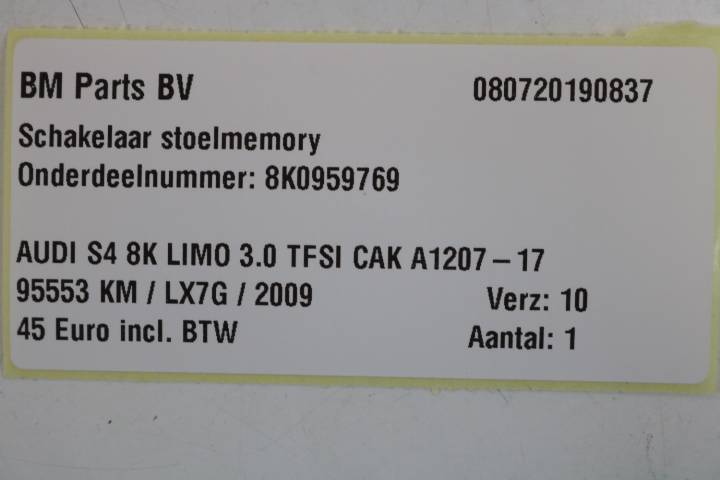 BM Parts BV 080720190837
Schakelaar stoelmemory
Onderdeelnummer: 8K0959769
AUDI S4 8K LIMO 3.0 TFSI CAK A1207 – 17
95553 KM / LX7G / 2009 Verz: 10
45 Euro incl. BTW Aantal: 1